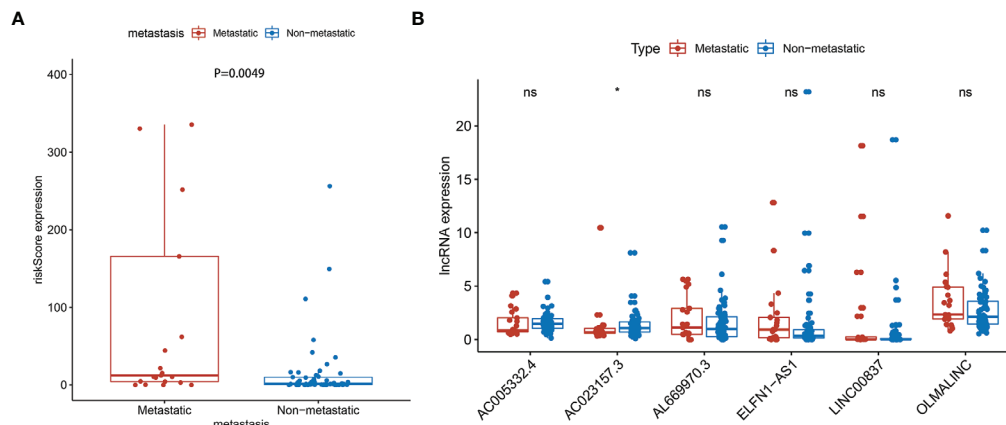 A
metastasis Metastatic Non-metastatic
P=0.0049
400
300
200
100
0
riskScore expression
Metastatic Non-metastatic
metastasis
B
Type Metastatic Non-metastatic
ns * ns ns ns ns
20
15
10
5
0
lncRNA expression
AC005332.4 AC023157.3 AL669970.3 ELFN1-AS1 LINC00837 OLMALINC